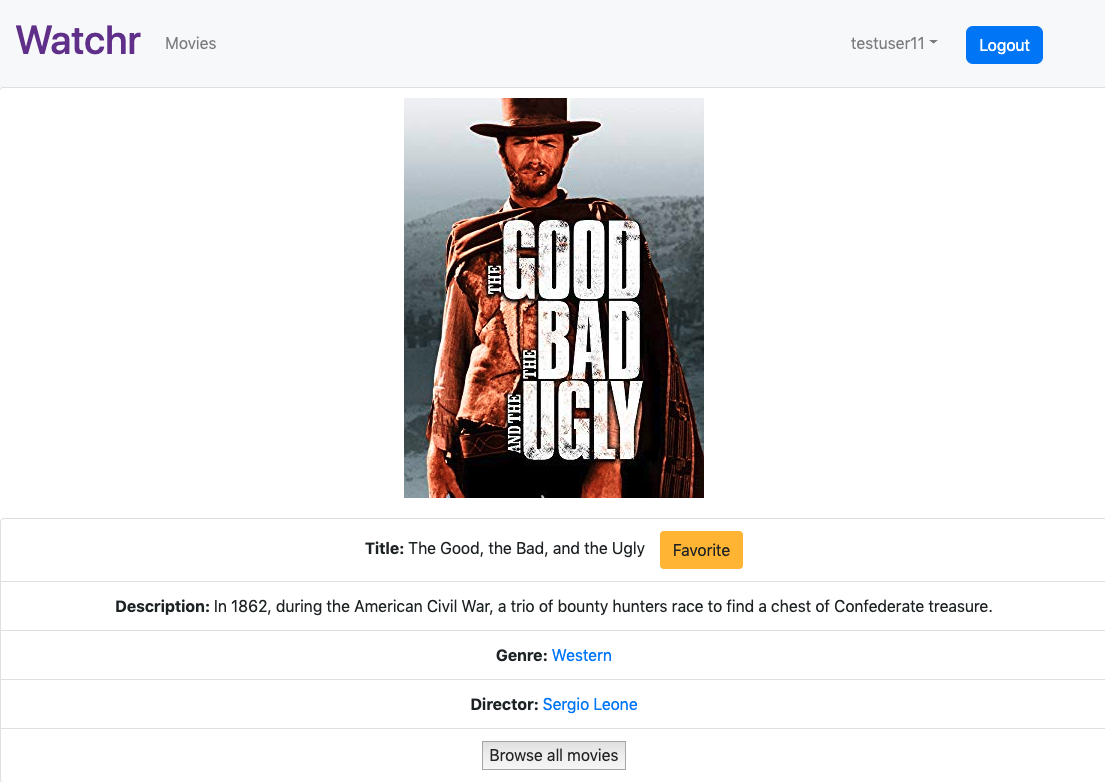 Watchr Movies testuser11 Logout
THE GOOD
THE BAD
AND THE UGLY
Title: The Good, the Bad, and the Ugly Favorite
Description: In 1862, during the American Civil War, a trio of bounty hunters race to find a chest of Confederate treasure.
Genre: Western
Director: Sergio Leone
Browse all movies